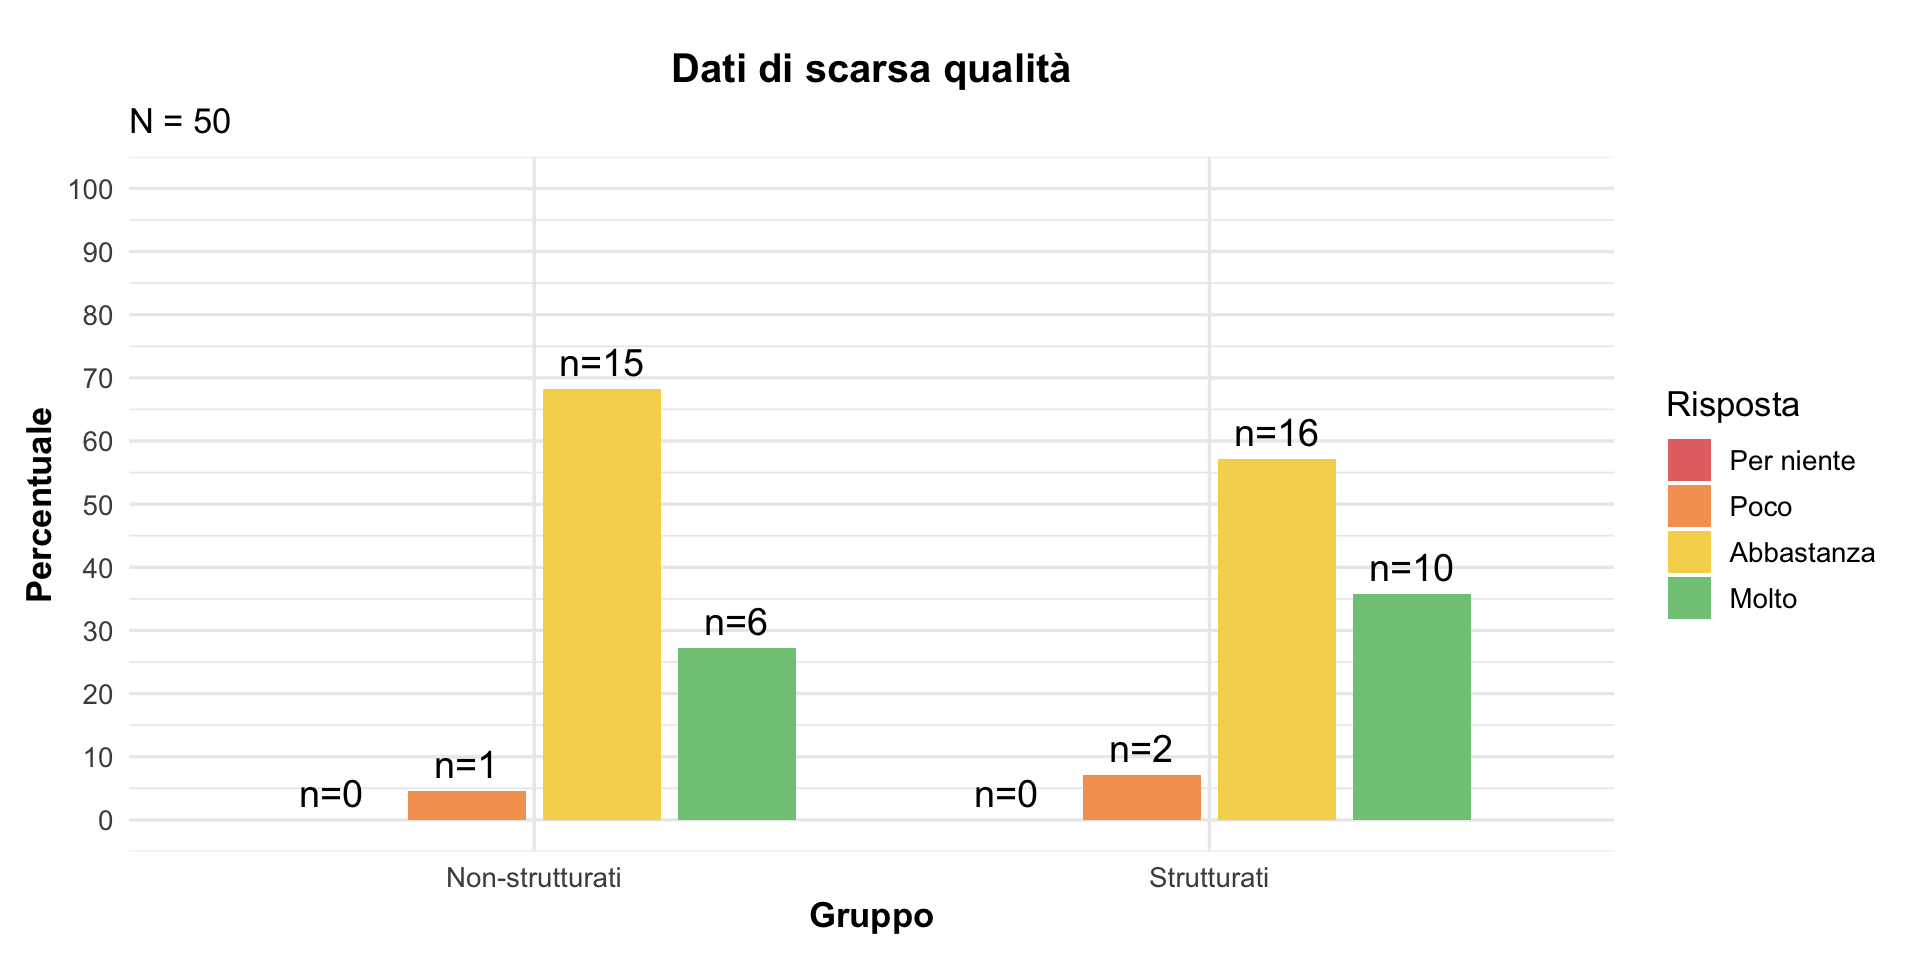 Dati di scarsa qualità
N = 50
Percentuale
100
90
80
70
60
50
40
30
20
10
0
n=0
n=1
n=15
n=6
n=0
n=2
n=16
n=10
Non-strutturati
Strutturati
Gruppo
Risposta
Per niente
Poco
Abbastanza
Molto